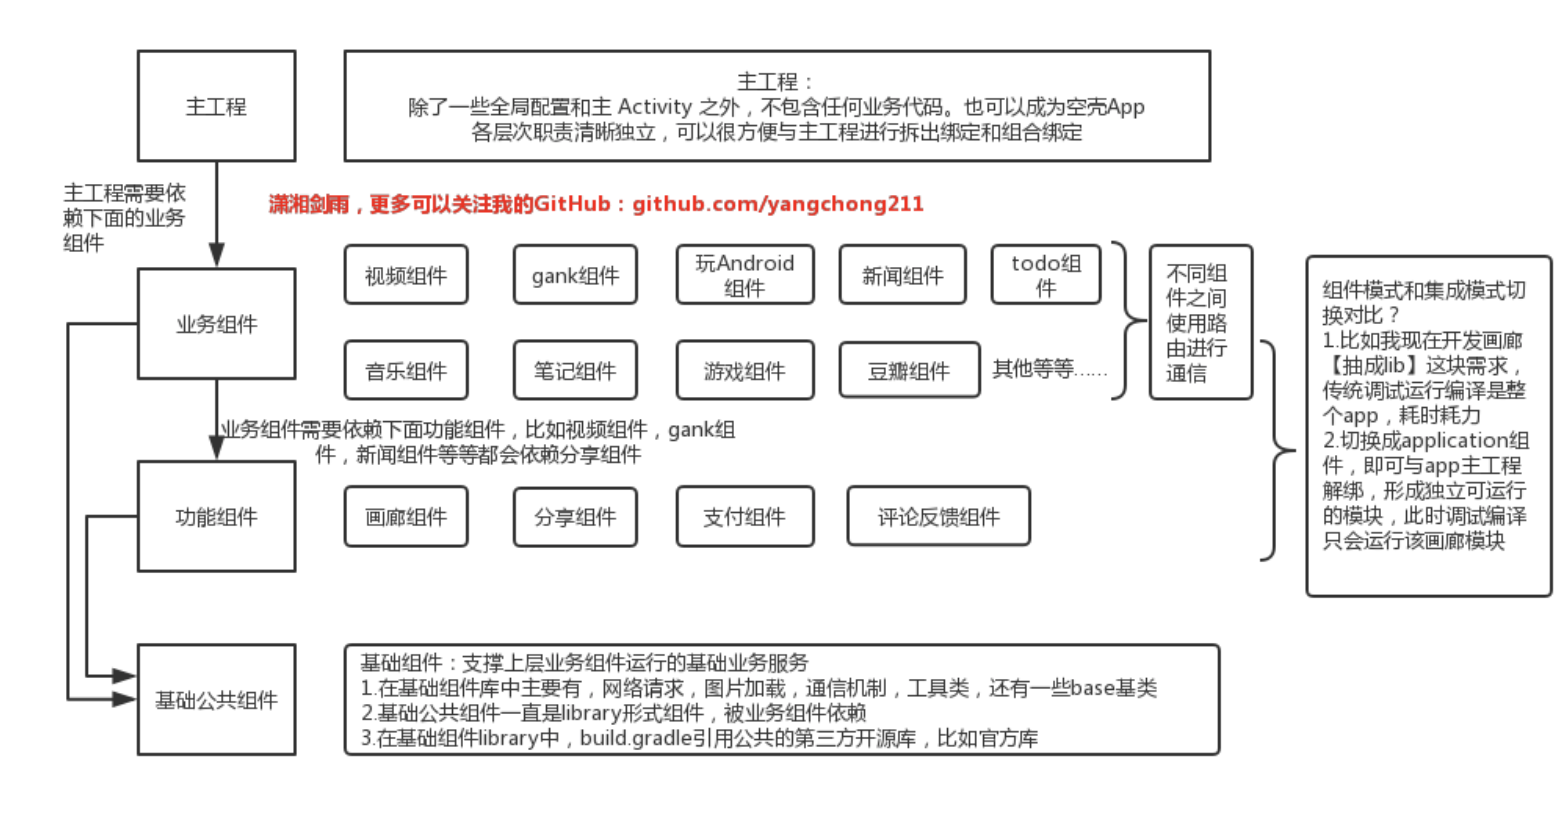 主工程
主工程：
除了一些全局配置和主 Activity 之外，不包含任何业务代码。也可以成为空壳App
各层次职责清晰独立，可以很方便与主工程进行拆出绑定和组合绑定
主工程需要依
赖下面的业务
组件
潇湘剑雨，更多可以关注我的GitHub：github.com/yangchong211
业务组件
视频组件
gank组件
玩Android
组件
新闻组件
todo组
件
音乐组件
笔记组件
游戏组件
豆瓣组件
其他等等……
不同组
件之间
使用路
由进行
通信
组件模式和集成模式切
换对比？
1.比如我现在开发画廊
【抽成lib】这块需求，
传统调试运行编译是整
个app，耗时耗力
2.切换成application组
件，即可与app主工程
解绑，形成独立可运行
的模块，此时调试编译
只会运行该画廊模块
业务组件需要依赖下面功能组件，比如视频组件，gank组
件，新闻组件等等都会依赖分享组件
功能组件
画廊组件
分享组件
支付组件
评论反馈组件
基础公共组件
基础组件：支撑上层业务组件运行的基础业务服务
1.在基础组件库中主要有，网络请求，图片加载，通信机制，工具类，还有一些base基类
2.基础公共组件一直是library形式组件，被业务组件依赖
3.在基础组件library中，build.gradle引用公共的第三方开源库，比如官方库